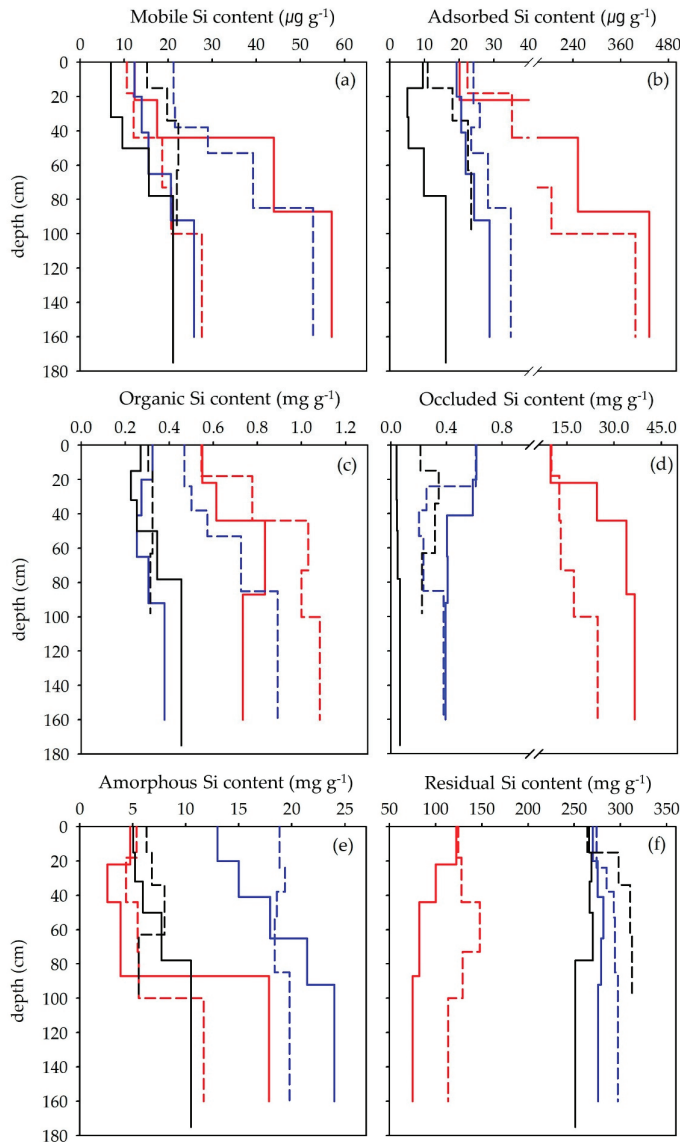 Mobile Si content (µg g⁻¹)
0 10 20 30 40 50 60
(a)
0
20
40
60
80
100
120
140
160
180
depth (cm)
Adsorbed Si content (µg g⁻¹)
0 10 20 30 40 240 360 480
(b)
Organic Si content (mg g⁻¹)
0.0 0.2 0.4 0.6 0.8 1.0 1.2
(c)
0
20
40
60
80
100
120
140
160
180
depth (cm)
Occluded Si content (mg g⁻¹)
0.0 0.4 0.8 15.0 30.0 45.0
(d)
Amorphous Si content (mg g⁻¹)
0 5 10 15 20 25
(e)
0
20
40
60
80
100
120
140
160
180
depth (cm)
Residual Si content (mg g⁻¹)
50 100 150 200 250 300 350
(f)